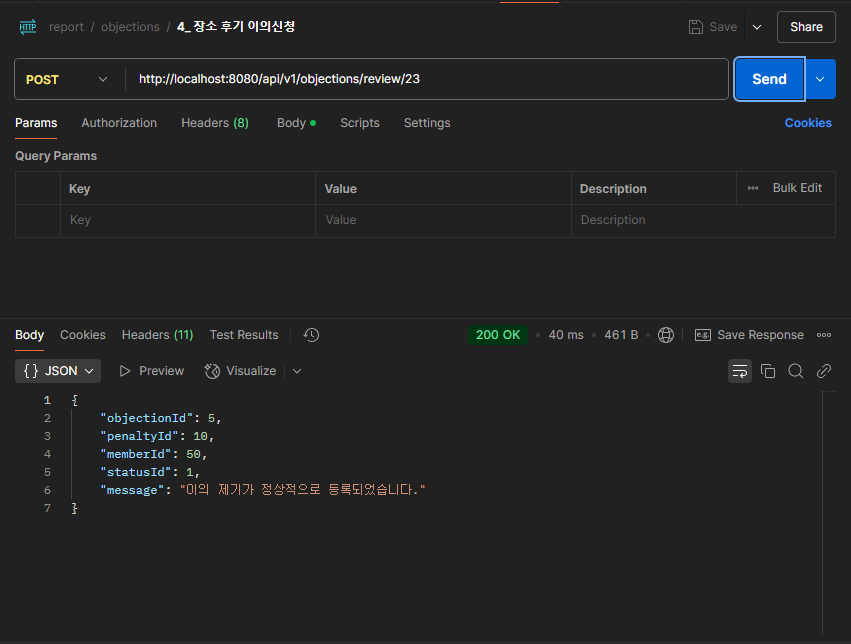 HTTP report / objections / 4_ 장소 후기 이의신청 Save Share
POST http://localhost:8080/api/v1/objections/review/23 Send
Params Authorization Headers (8) Body Scripts Settings Cookies
Query Params
Key Value Description Bulk Edit
Key Value Description
Body Cookies Headers (11) Test Results 200 OK 40 ms 461 B e.g. Save Response
{} JSON Preview Visualize
1 {
2 "objectionId": 5,
3 "penaltyId": 10,
4 "memberId": 50,
5 "statusId": 1,
6 "message": "이의 제기가 정상적으로 등록되었습니다."
7 }